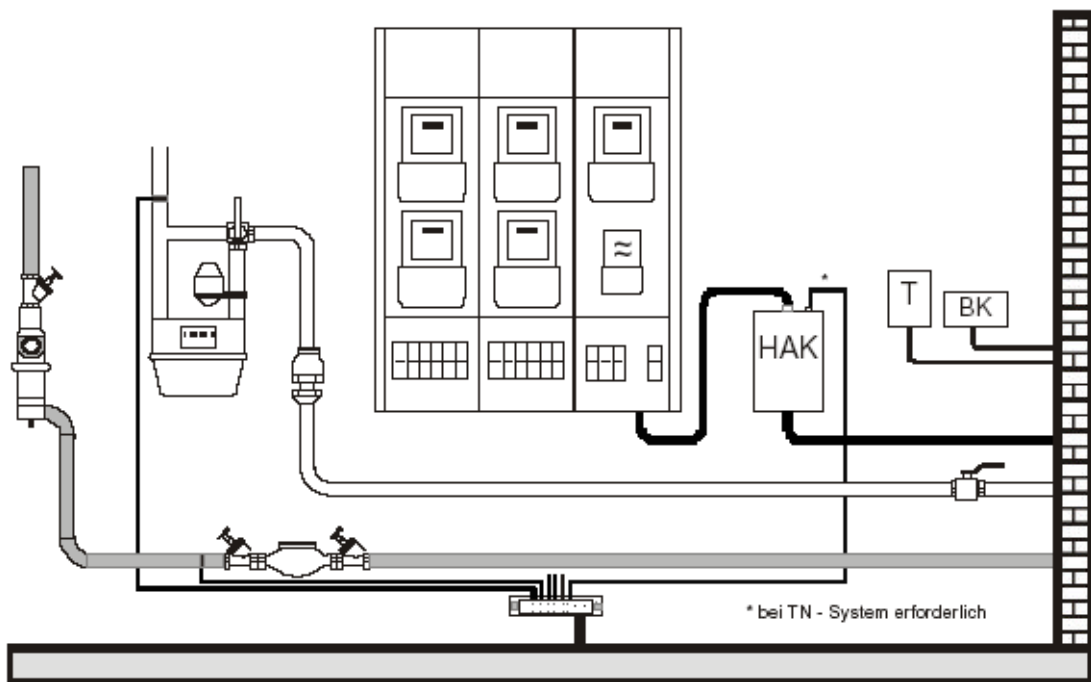 *
T
BK
HAK
≈
* bei TN - System erforderlich